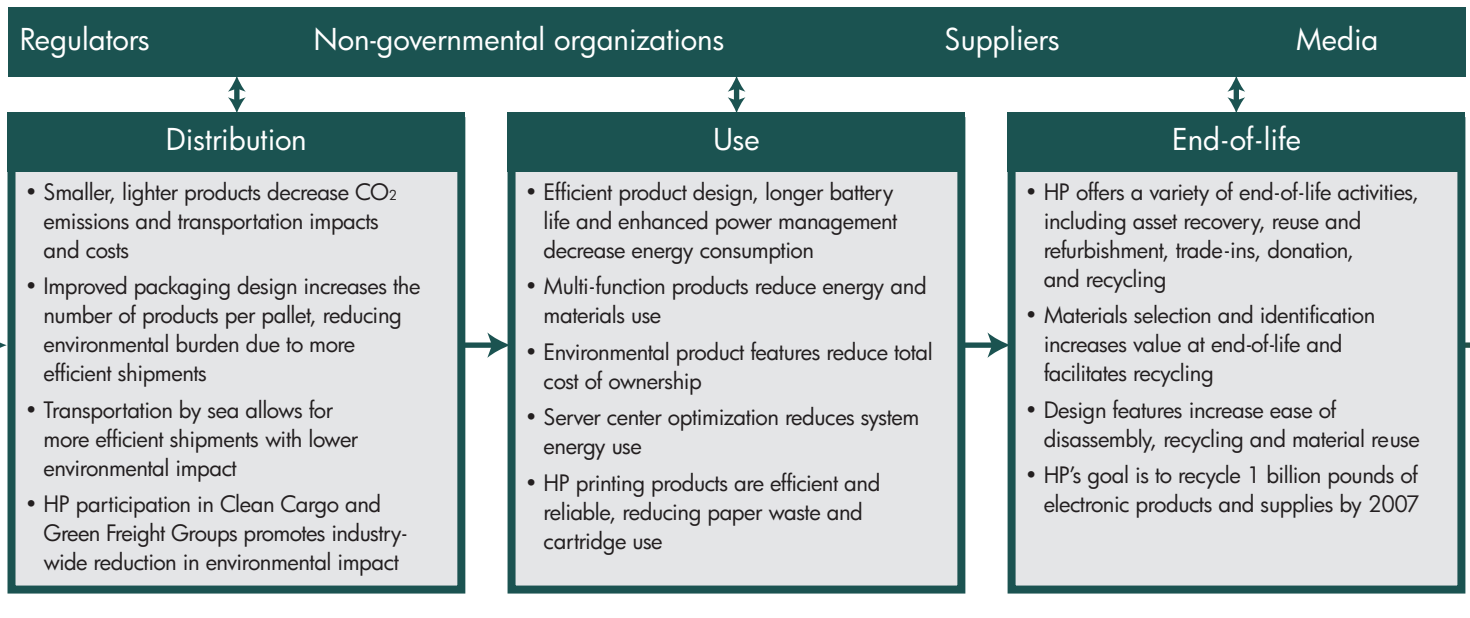 Regulators Non-governmental organizations Suppliers Media
Distribution
• Smaller, lighter products decrease CO2
emissions and transportation impacts
and costs
• Improved packaging design increases the
number of products per pallet, reducing
environmental burden due to more
efficient shipments
• Transportation by sea allows for
more efficient shipments with lower
environmental impact
• HP participation in Clean Cargo and
Green Freight Groups promotes industry-
wide reduction in environmental impact
Use
• Efficient product design, longer battery
life and enhanced power management
decrease energy consumption
• Multi-function products reduce energy and
materials use
• Environmental product features reduce total
cost of ownership
• Server center optimization reduces system
energy use
• HP printing products are efficient and
reliable, reducing paper waste and
cartridge use
End-of-life
• HP offers a variety of end-of-life activities,
including asset recovery, reuse and
refurbishment, trade-ins, donation,
and recycling
• Materials selection and identification
increases value at end-of-life and
facilitates recycling
• Design features increase ease of
disassembly, recycling and material reuse
• HP's goal is to recycle 1 billion pounds of
electronic products and supplies by 2007